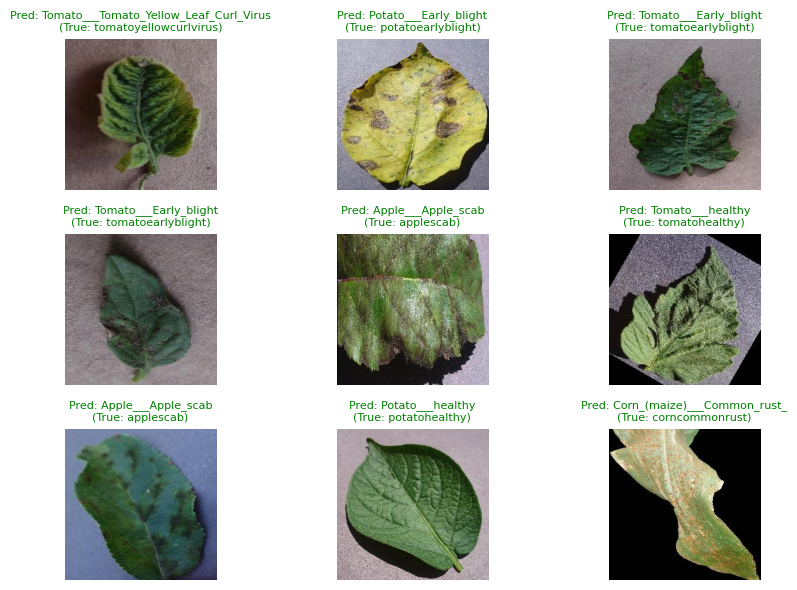 Pred: Tomato___Tomato_Yellow_Leaf_Curl_Virus
(True: tomatoyellowcurlvirus)
Pred: Potato___Early_blight
(True: potatoearlyblight)
Pred: Tomato___Early_blight
(True: tomatoearlyblight)
Pred: Tomato___Early_blight
(True: tomatoearlyblight)
Pred: Apple___Apple_scab
(True: applescab)
Pred: Tomato___healthy
(True: tomatohealthy)
Pred: Apple___Apple_scab
(True: applescab)
Pred: Potato___healthy
(True: potatohealthy)
Pred: Corn_(maize)___Common_rust_
(True: corncommonrust)